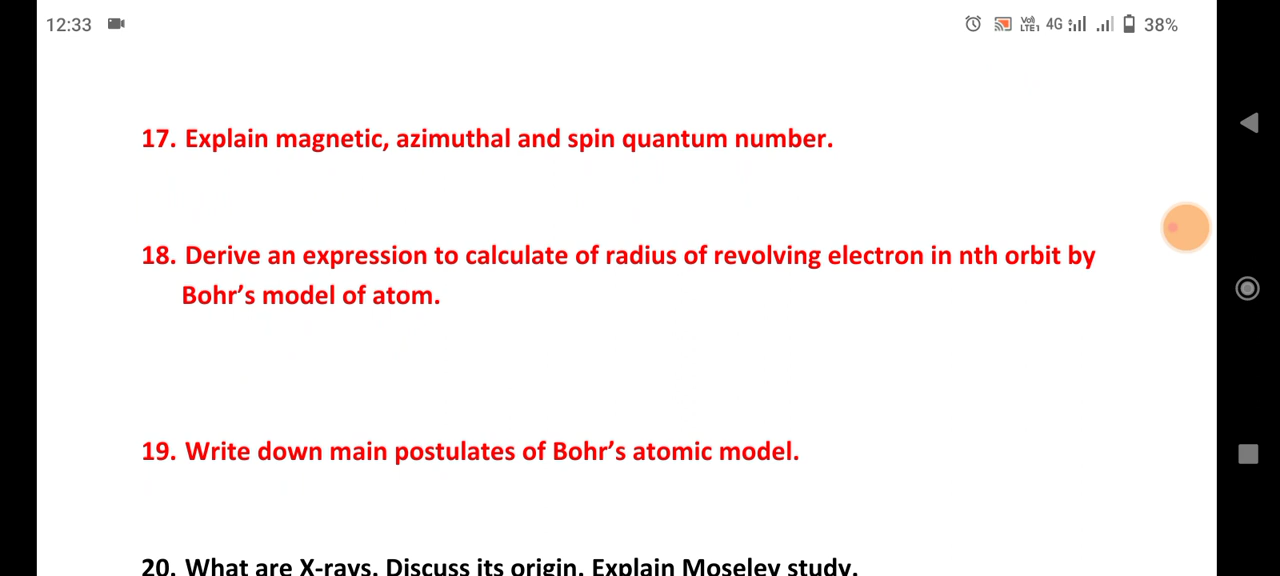 12:33 4G 38%
17. Explain magnetic, azimuthal and spin quantum number.
18. Derive an expression to calculate of radius of revolving electron in nth orbit by
Bohr’s model of atom.
19. Write down main postulates of Bohr’s atomic model.
20. What are X-rays. Discuss its origin. Explain Moseley study.